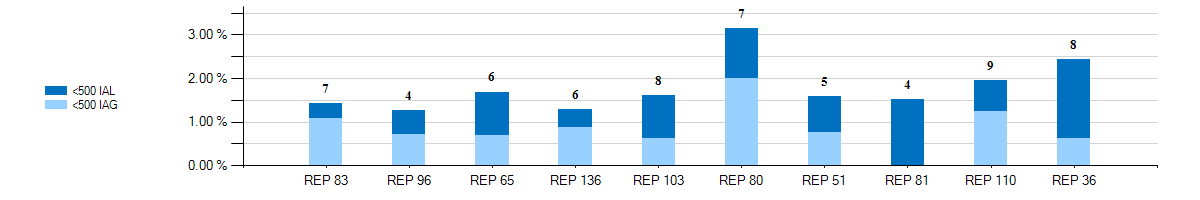 <500 IAL
<500 IAG
3.00 %
2.00 %
1.00 %
0.00 %
7
4
6
6
8
7
5
4
9
8
REP 83
REP 96
REP 65
REP 136
REP 103
REP 80
REP 51
REP 81
REP 110
REP 36